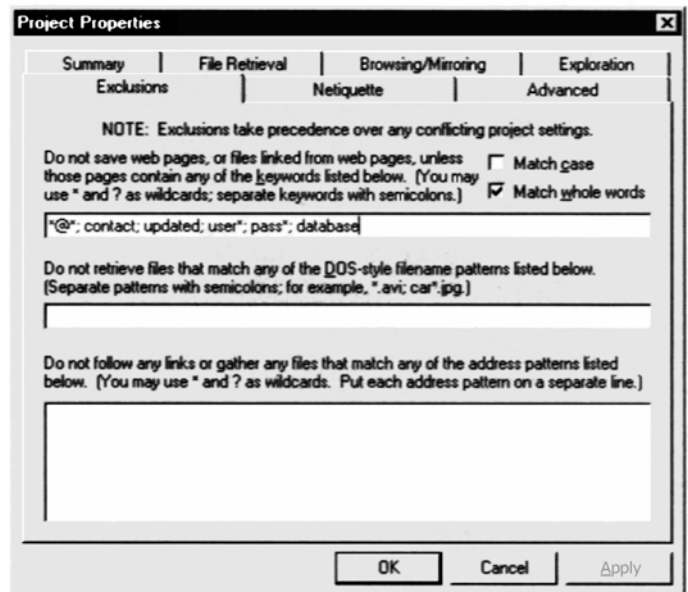 Project Properties
Summary File Retrieval Browsing/Mirroring Exploration
Exclusions Netiquette Advanced
NOTE: Exclusions take precedence over any conflicting project settings.
Do not save web pages, or files linked from web pages, unless
those pages contain any of the keywords listed below. (You may
use * and ? as wildcards; separate keywords with semicolons.)
Match case
Match whole words
"@"; contact; updated; user*; pass*; database
Do not retrieve files that match any of the DOS-style filename patterns listed below.
(Separate patterns with semicolons; for example, *.avi; car*.jpg.)
Do not follow any links or gather any files that match any of the address patterns listed
below. (You may use * and ? as wildcards. Put each address pattern on a separate line.)
OK Cancel Apply